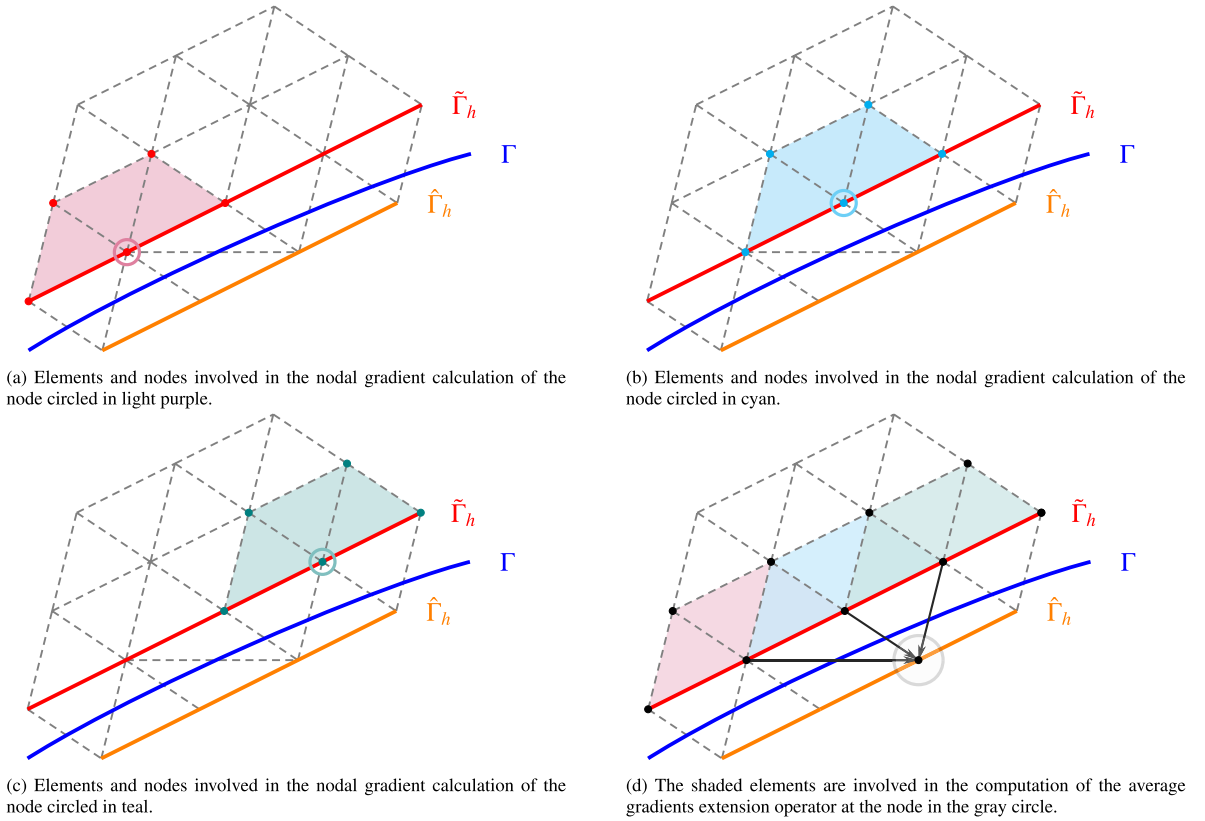 Γ̃h
Γ
Γ̂h
(a) Elements and nodes involved in the nodal gradient calculation of the
node circled in light purple.
Γ̃h
Γ
Γ̂h
(b) Elements and nodes involved in the nodal gradient calculation of the
node circled in cyan.
Γ̃h
Γ
Γ̂h
(c) Elements and nodes involved in the nodal gradient calculation of the
node circled in teal.
Γ̃h
Γ
Γ̂h
(d) The shaded elements are involved in the computation of the average
gradients extension operator at the node in the gray circle.